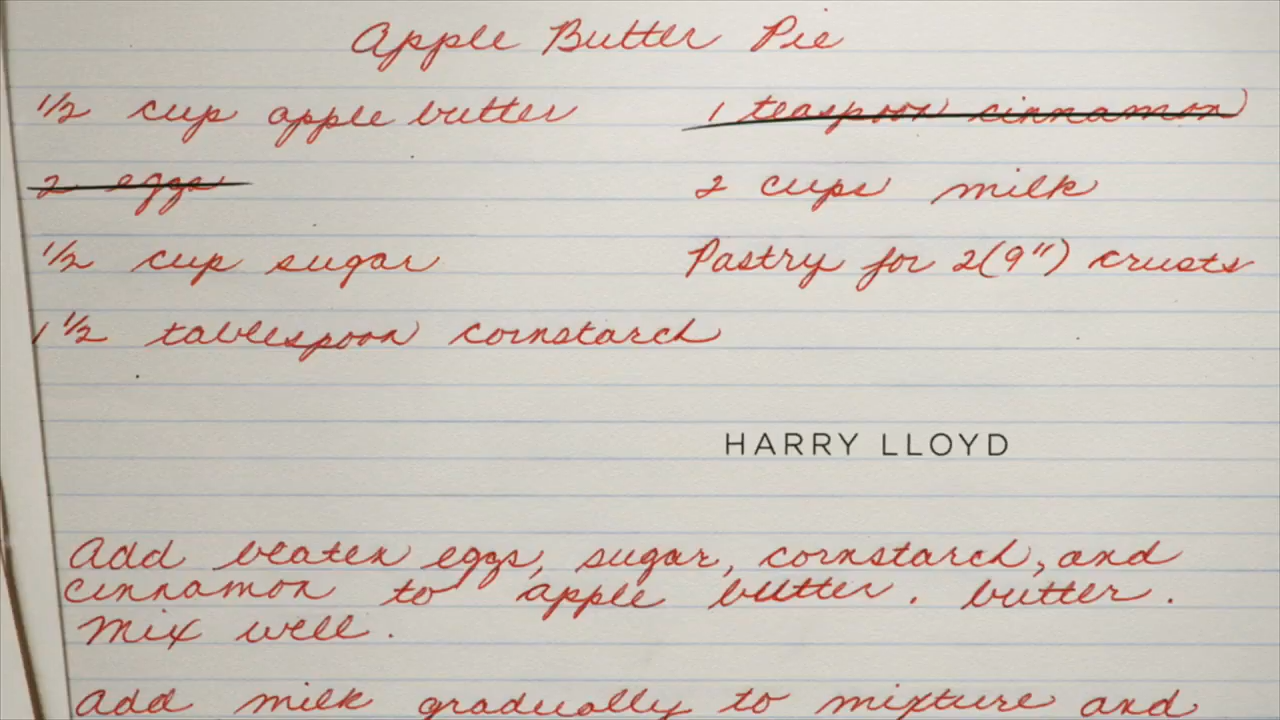 Apple Butter Pie
1/2 cup apple butter
1 teaspoon cinnamon
2 eggs
2 cups milk
1/2 cup sugar
Pastry for 2(9") crusts
1 1/2 tablespoon cornstarch
HARRY LLOYD
Add beaten eggs, sugar, cornstarch, and
cinnamon to apple butter. butter.
Mix well.
Add milk gradually to mixture and